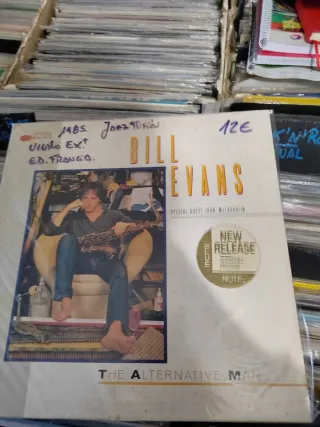 1985. JAZZ FUSIÓN 12€
VINILO EX+
ED. FRANCIA.
BILL
EVANS
SPECIAL GUEST JOHN McLAUGHLIN
NEW
RELEASE
BLUE
NOTE
THE ALTERNATIVE MAN